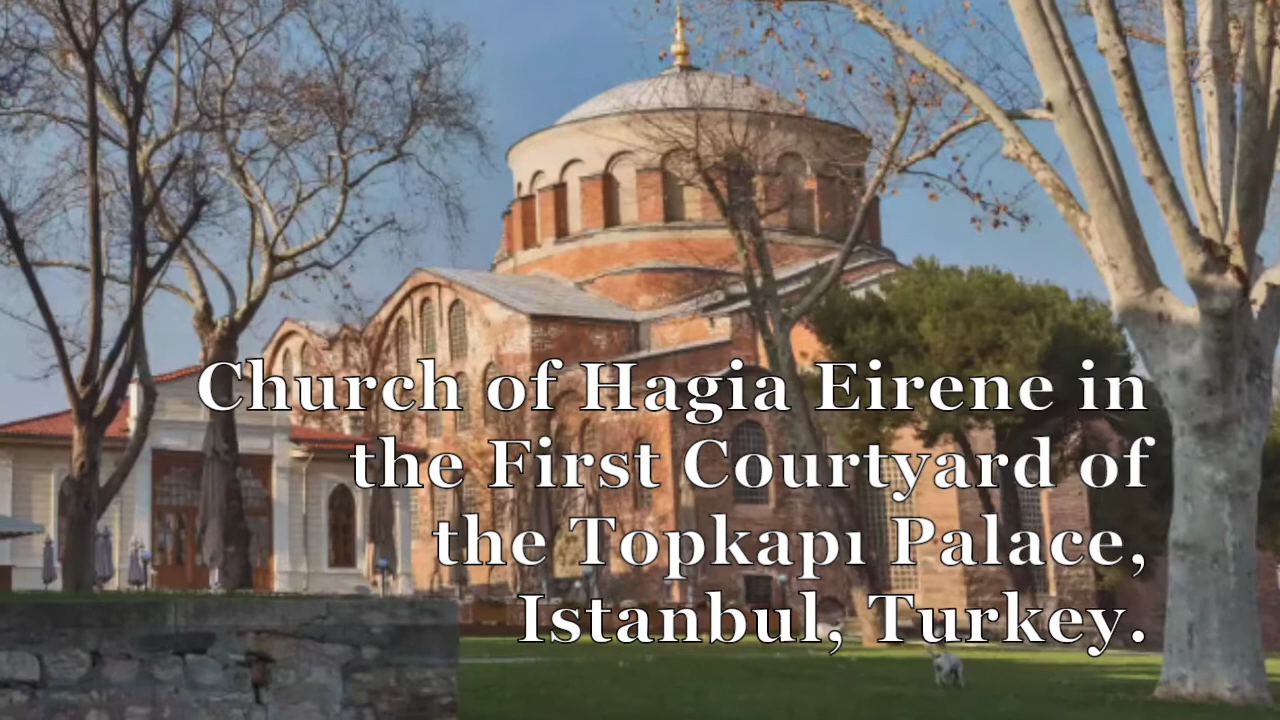 Church of Hagia Eirene in
the First Courtyard of
the Topkapı Palace,
Istanbul, Turkey.